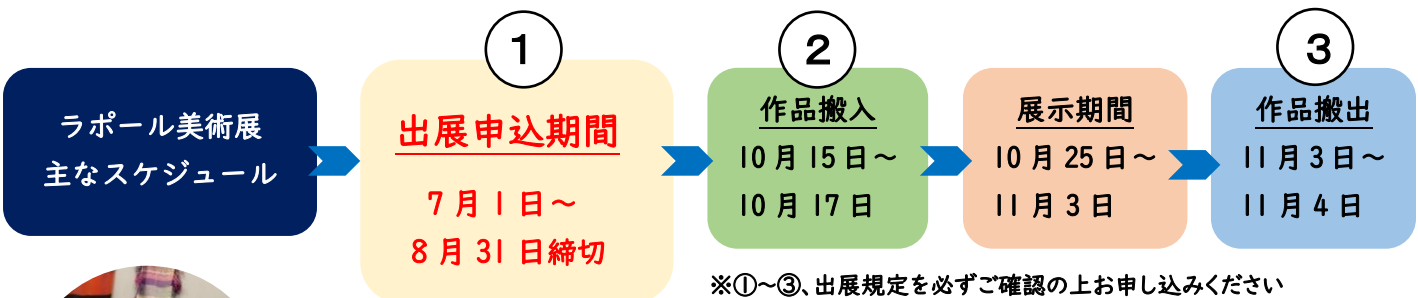 ラポール美術展
主なスケジュール
①
出展申込期間
7月1日～
8月31日締切
②
作品搬入
10月15日～
10月17日
展示期間
10月25日～
11月3日
③
作品搬出
11月3日～
11月4日
※①～③、出展規定を必ずご確認の上お申し込みください